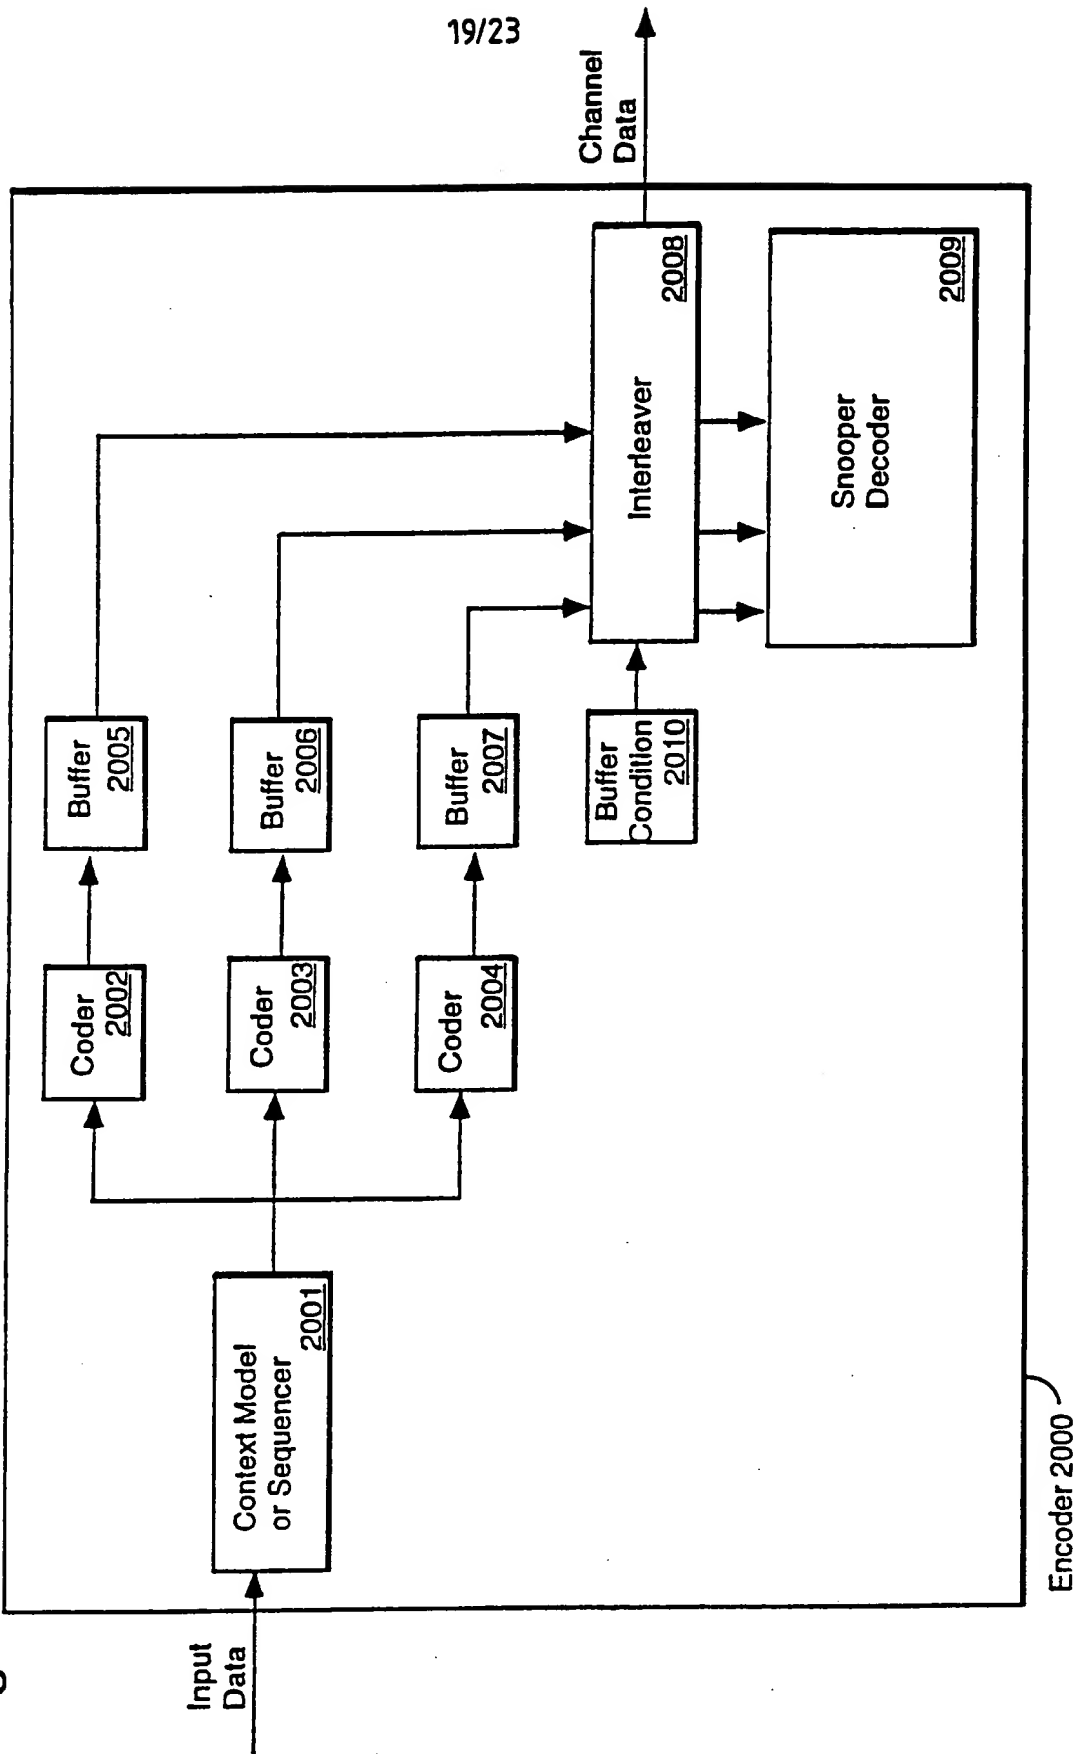 19/23
Input
Data
Context Model
or Sequencer
2001
Coder
2002
Coder
2003
Coder
2004
Buffer
2005
Buffer
2006
Buffer
2007
Buffer
Condition
2010
Interleaver
2008
Snooper
Decoder
2009
Channel
Data
Encoder 2000